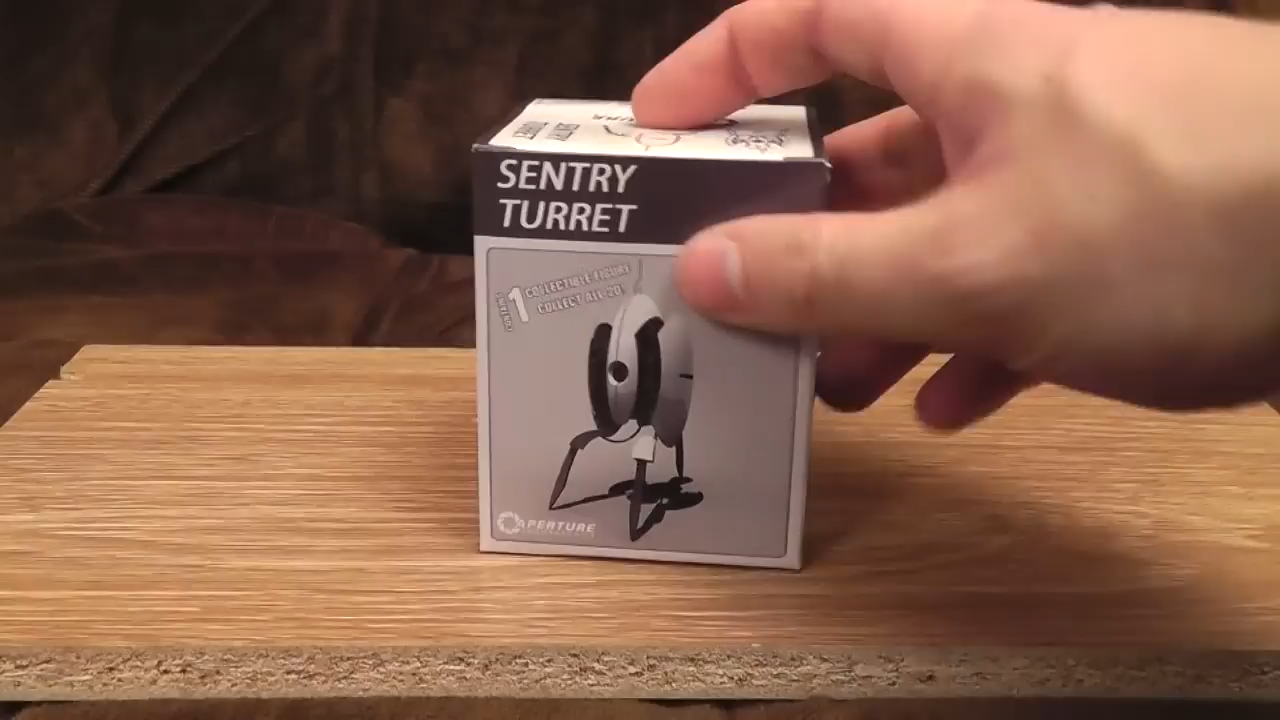 SENTRY
TURRET
1
COLLECTIBLE FIGURE
COLLECT ALL 20!
APERTURE